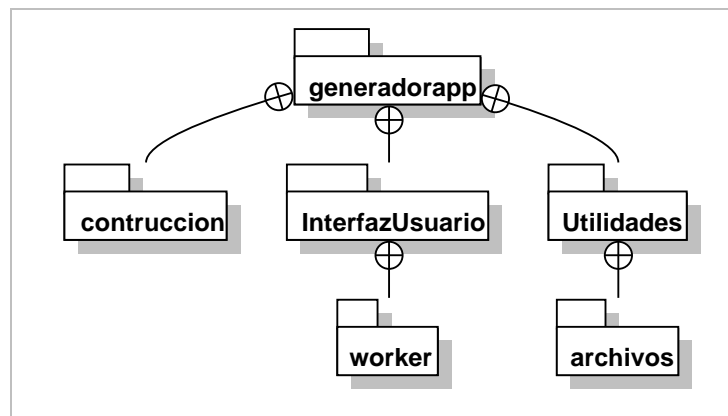 generadorapp
contruccion
InterfazUsuario
Utilidades
worker
archivos